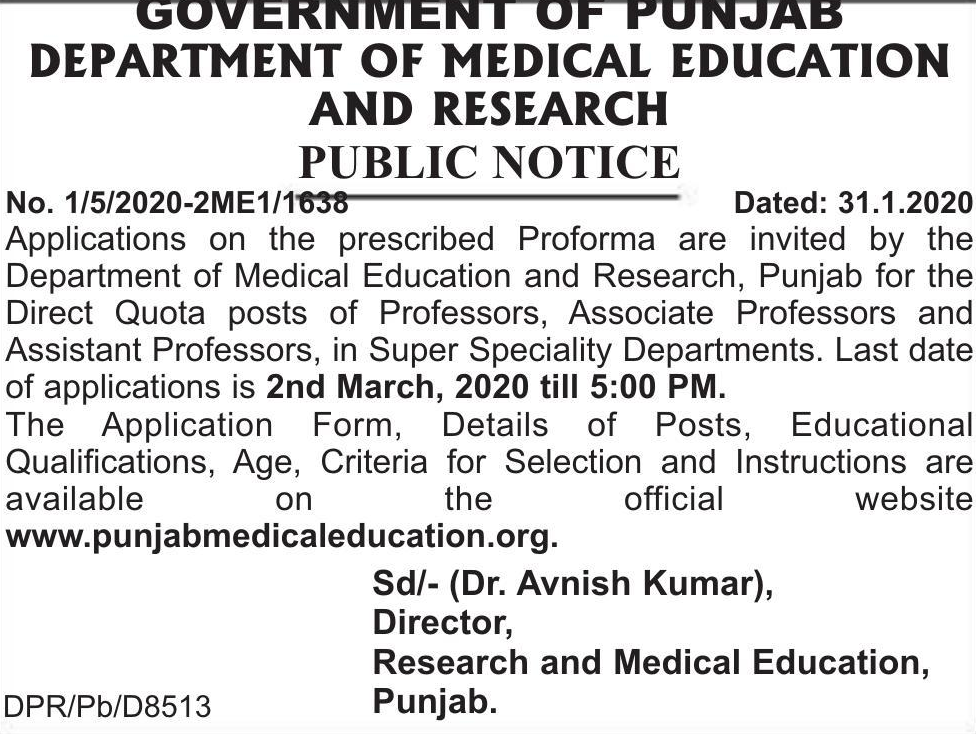 GOVERNMENT OF PUNJAB
DEPARTMENT OF MEDICAL EDUCATION
AND RESEARCH
PUBLIC NOTICE
No. 1/5/2020-2ME1/1638 Dated: 31.1.2020
Applications on the prescribed Proforma are invited by the
Department of Medical Education and Research, Punjab for the
Direct Quota posts of Professors, Associate Professors and
Assistant Professors, in Super Speciality Departments. Last date
of applications is 2nd March, 2020 till 5:00 PM.
The Application Form, Details of Posts, Educational
Qualifications, Age, Criteria for Selection and Instructions are
available on the official website
www.punjabmedicaleducation.org.
Sd/- (Dr. Avnish Kumar),
Director,
Research and Medical Education,
Punjab.
DPR/Pb/D8513